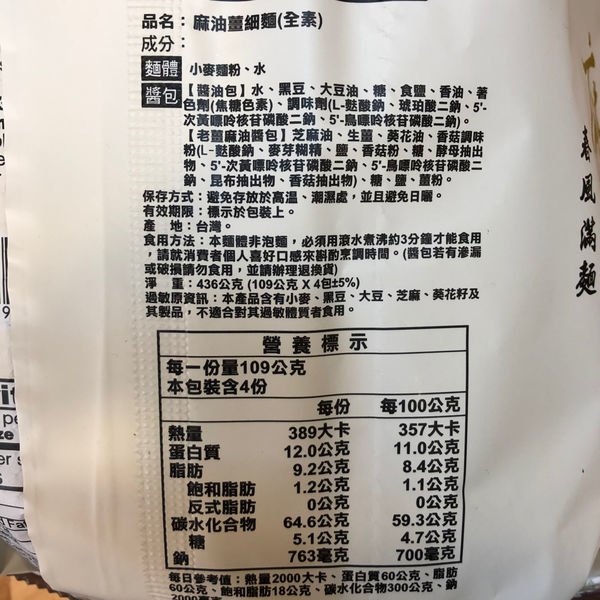 品名：麻油薑細麵(全素)
成分：
麵體 小麥麵粉、水
醬包 【醬油包】水、黑豆、大豆油、糖、食鹽、香油、著
色劑(焦糖色素)、調味劑(L-麩酸鈉、琥珀酸二鈉、5'-
次黃嘌呤核苷磷酸二鈉、5'-鳥嘌呤核苷磷酸二鈉)。
【老薑麻油醬包】芝麻油、生薑、葵花油、香菇調味
粉(L-麩酸鈉、麥芽糊精、鹽、香菇粉、糖、酵母抽出
物、5'-次黃嘌呤核苷磷酸二鈉、5'-鳥嘌呤核苷磷酸二
鈉、昆布抽出物、香菇抽出物)、糖、鹽、薑粉。
保存方式：避免存放於高溫、潮濕處，並且避免日曬。
有效期限：標示於包裝上。
產　地：台灣。
食用方法：本麵體非泡麵，必須用滾水煮沸約3分鐘才能食用
，請就消費者個人喜好口感來斟酌烹調時間。(醬包若有滲漏
或破損請勿食用，並請辦理退換貨)
淨　重：436公克 (109公克 X 4包±5%)
過敏原資訊：本產品含有小麥、黑豆、大豆、芝麻、葵花籽及
其製品，不適合對其過敏體質者食用。
營養標示
每一份量109公克
本包裝含4份
每份 每100公克
熱量 389大卡 357大卡
蛋白質 12.0公克 11.0公克
脂肪 9.2公克 8.4公克
飽和脂肪 1.2公克 1.1公克
反式脂肪 0公克 0公克
碳水化合物 64.6公克 59.3公克
糖 5.1公克 4.7公克
鈉 763毫克 700毫克
每日參考值：熱量2000大卡、蛋白質60公克、脂肪
60公克、飽和脂肪18公克、碳水化合物300公克、鈉
2000毫克
春風滿麵